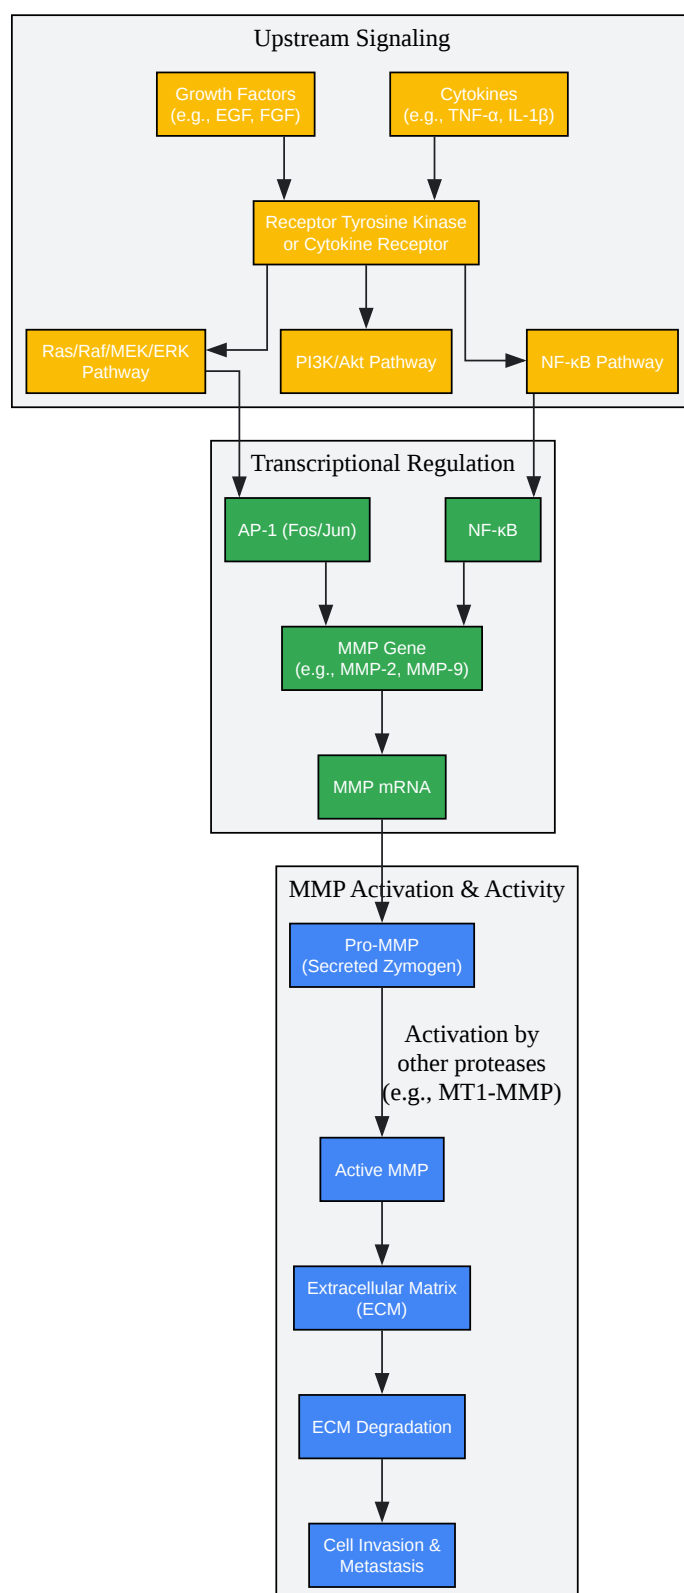 Upstream Signaling
Growth Factors
(e.g., EGF, FGF)
Cytokines
(e.g., TNF-α, IL-1β)
Receptor Tyrosine Kinase
or Cytokine Receptor
Ras/Raf/MEK/ERK
Pathway
PI3K/Akt Pathway
NF-κB Pathway
Transcriptional Regulation
AP-1 (Fos/Jun)
NF-κB
MMP Gene
(e.g., MMP-2, MMP-9)
MMP mRNA
MMP Activation & Activity
Pro-MMP
(Secreted Zymogen)
Activation by
other proteases
(e.g., MT1-MMP)
Active MMP
Extracellular Matrix
(ECM)
ECM Degradation
Cell Invasion &
Metastasis